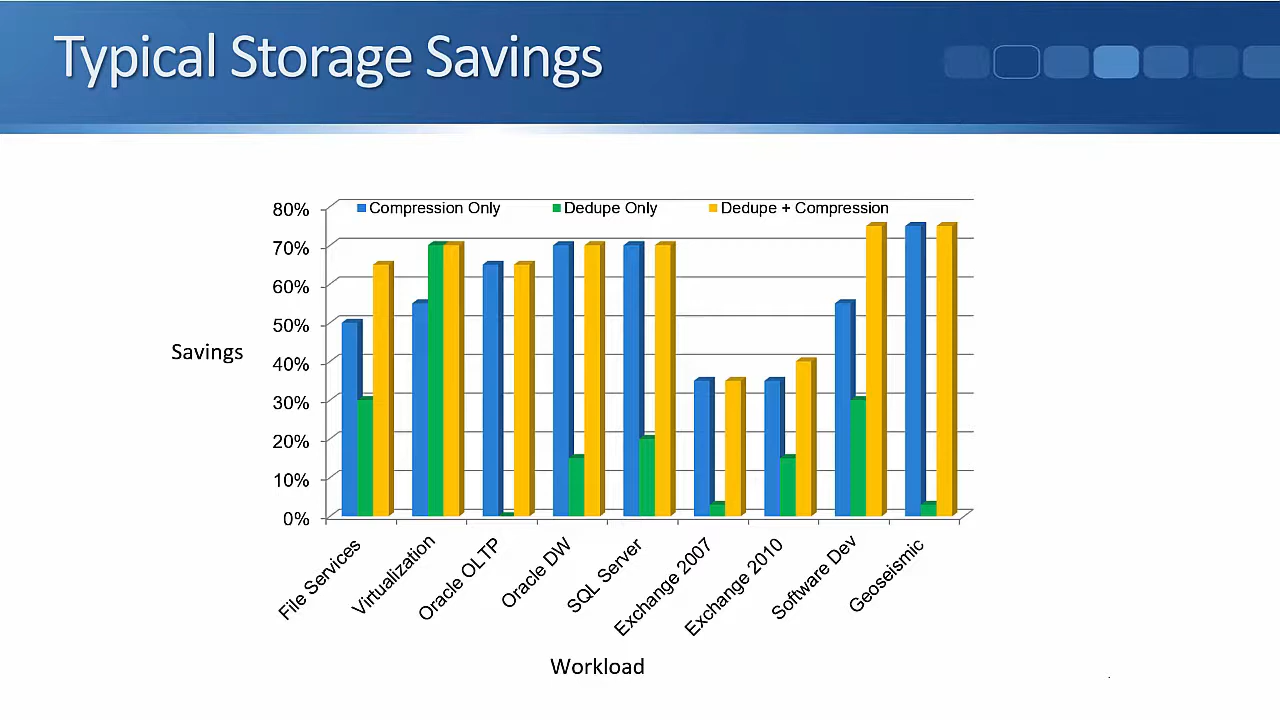 Typical Storage Savings
Compression Only
Dedupe Only
Dedupe + Compression
80%
70%
60%
50%
40%
30%
20%
10%
0%
Savings
File Services
Virtualization
Oracle OLTP
Oracle DW
SQL Server
Exchange 2007
Exchange 2010
Software Dev
Geoseismic
Workload